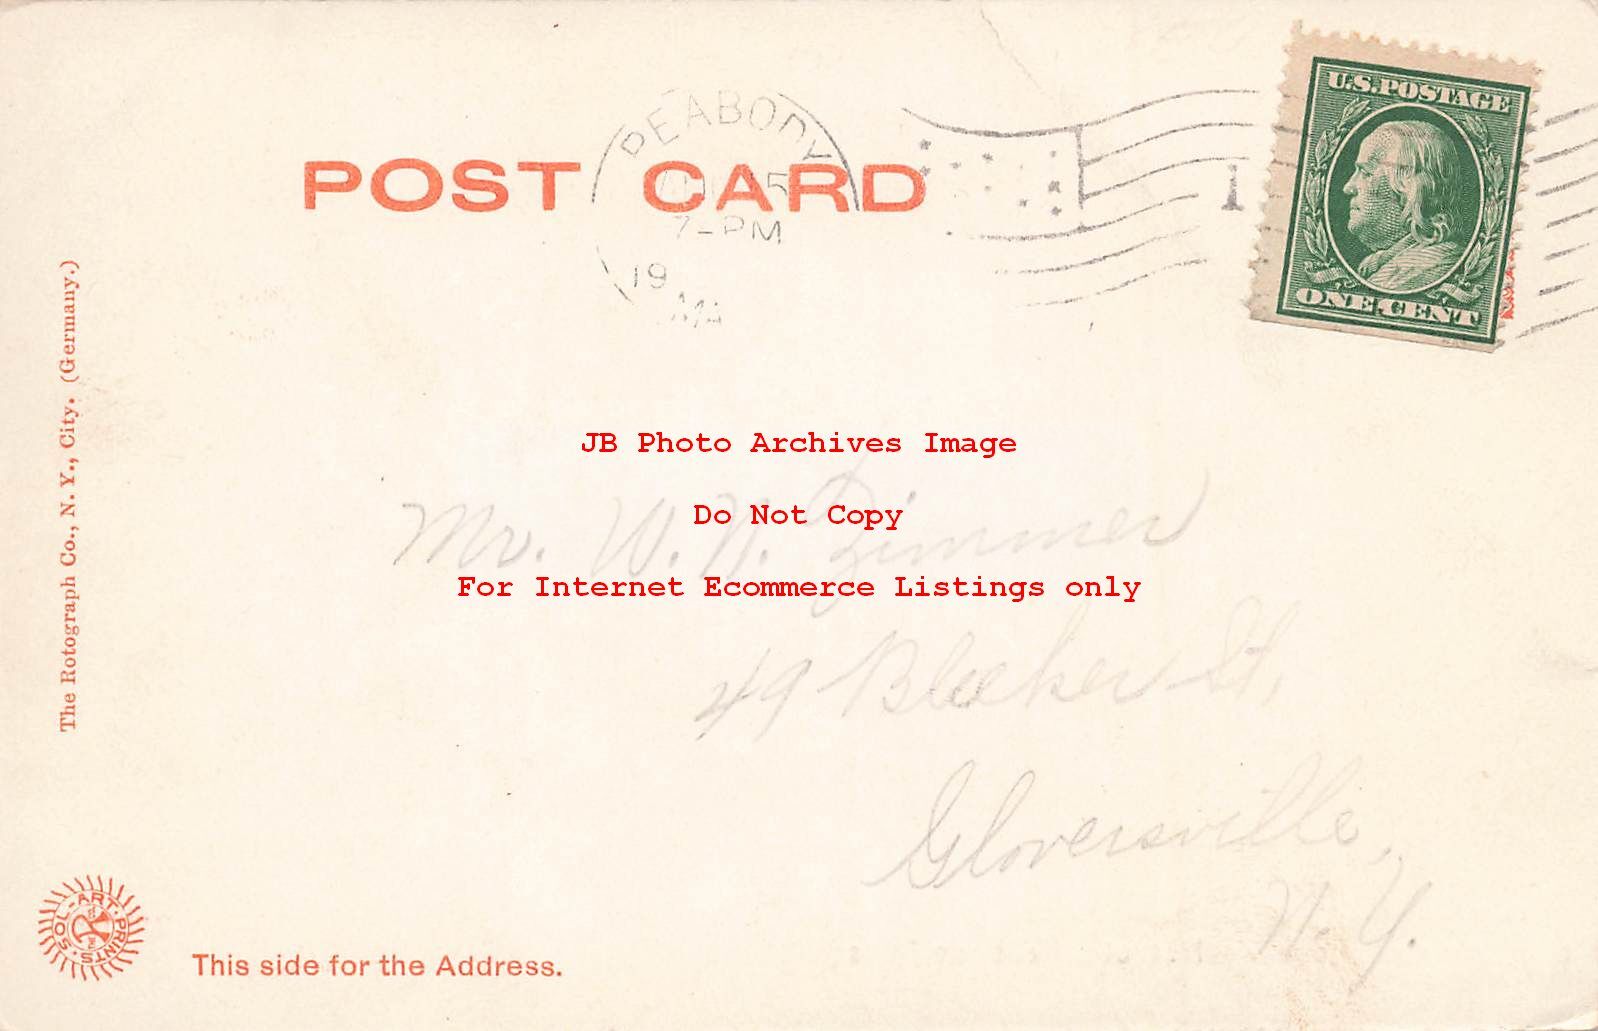 POST CARD
PEABODY
7-PM
19
1
U.S. POSTAGE
ONE CENT
The Rotograph Co., N. Y., City. (Germany.)
JB Photo Archives Image
Do Not Copy
For Internet Ecommerce Listings only
Mr. W. N. Zimmer
49 Bleeker St,
Gloversville,
N. Y.
SOL-ART PRINTS
This side for the Address.